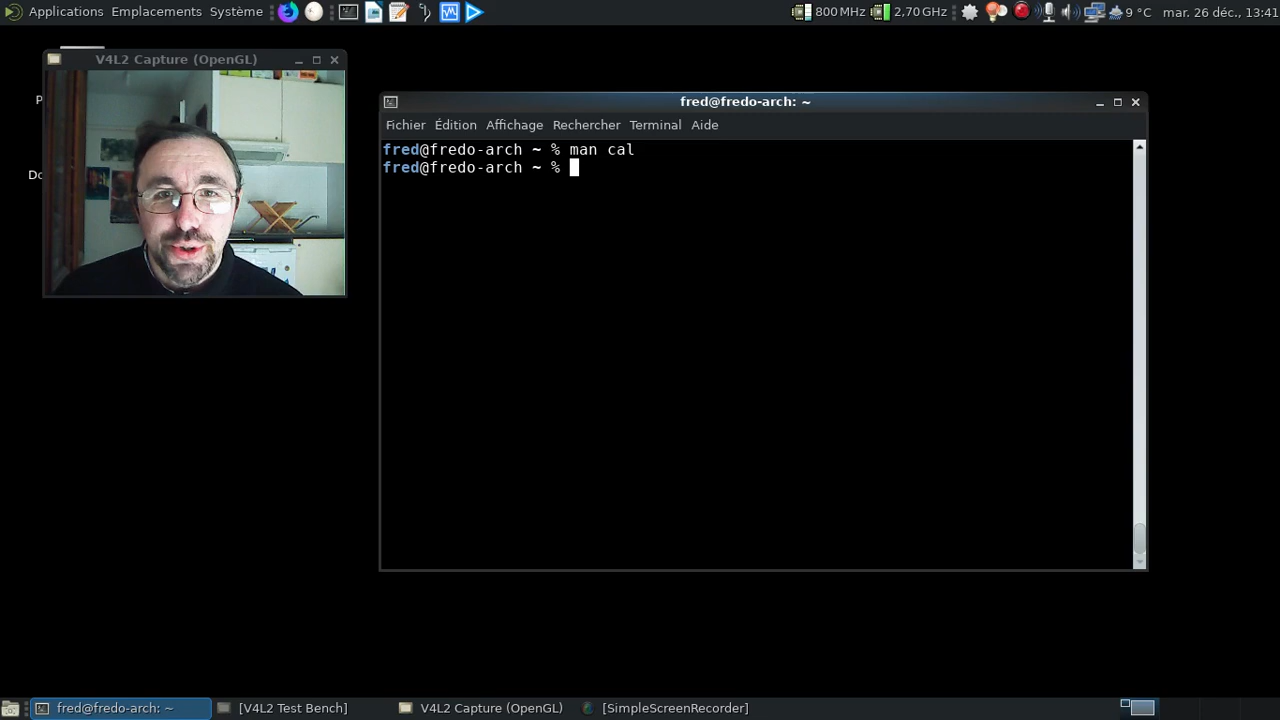 Applications Emplacements Système 800 MHz 2,70 GHz 9 °C mar. 26 déc., 13:41
V4L2 Capture (OpenGL)
fred@fredo-arch: ~
Fichier Édition Affichage Rechercher Terminal Aide
fred@fredo-arch ~ % man cal
fred@fredo-arch ~ %
P
Do
fred@fredo-arch: ~ [V4L2 Test Bench] V4L2 Capture (OpenGL) [SimpleScreenRecorder]